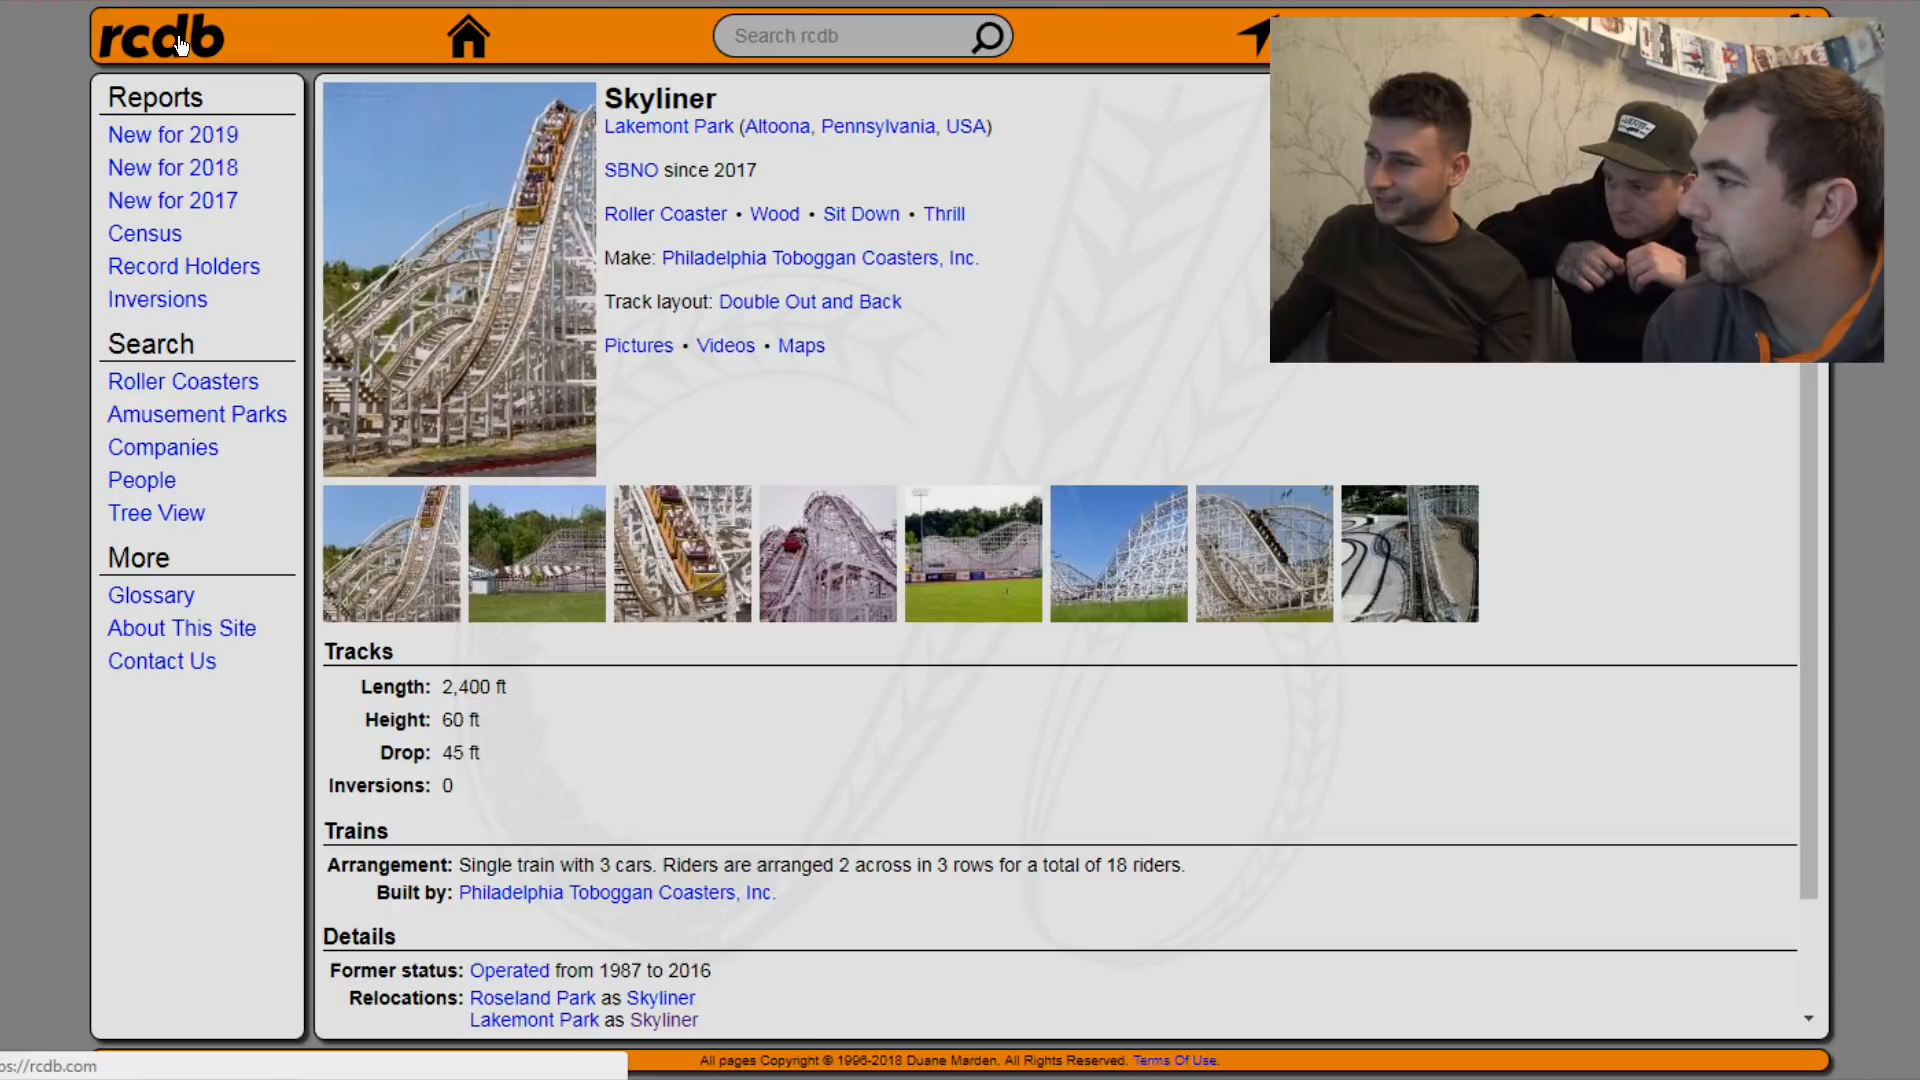 rcdb
Search rcdb
Reports
New for 2019
New for 2018
New for 2017
Census
Record Holders
Inversions
Search
Roller Coasters
Amusement Parks
Companies
People
Tree View
More
Glossary
About This Site
Contact Us
Skyliner
Lakemont Park (Altoona, Pennsylvania, USA)
SBNO since 2017
Roller Coaster • Wood • Sit Down • Thrill
Make: Philadelphia Toboggan Coasters, Inc.
Track layout: Double Out and Back
Pictures • Videos • Maps
Tracks
Length: 2,400 ft
Height: 60 ft
Drop: 45 ft
Inversions: 0
Trains
Arrangement: Single train with 3 cars. Riders are arranged 2 across in 3 rows for a total of 18 riders.
Built by: Philadelphia Toboggan Coasters, Inc.
Details
Former status: Operated from 1987 to 2016
Relocations: Roseland Park as Skyliner
Lakemont Park as Skyliner
ps://rcdb.com
All pages Copyright © 1996-2018 Duane Marden. All Rights Reserved. Terms Of Use.